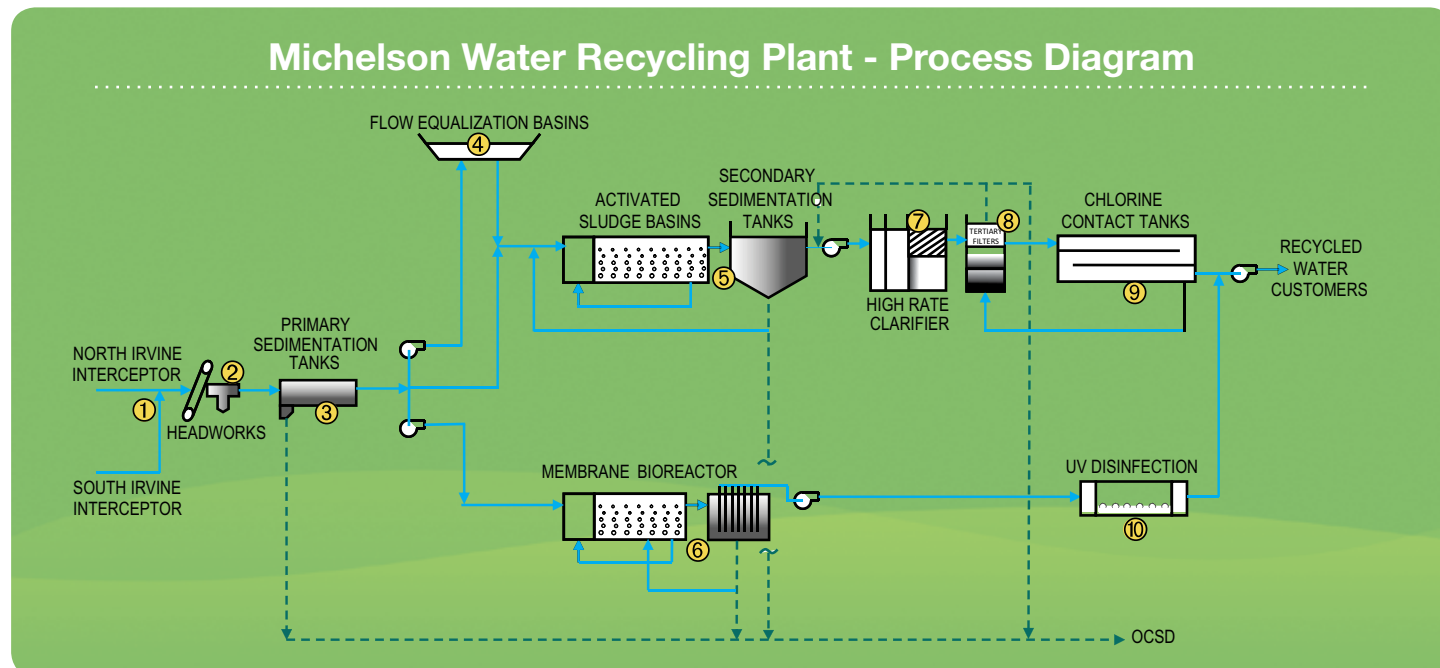 Michelson Water Recycling Plant - Process Diagram
FLOW EQUALIZATION BASINS
4
ACTIVATED
SLUDGE BASINS
SECONDARY
SEDIMENTATION
TANKS
5
7
HIGH RATE
CLARIFIER
8
TERTIARY
FILTERS
CHLORINE
CONTACT TANKS
9
RECYCLED
WATER
CUSTOMERS
PRIMARY
SEDIMENTATION
TANKS
3
NORTH IRVINE
INTERCEPTOR
1
2
HEADWORKS
SOUTH IRVINE
INTERCEPTOR
MEMBRANE BIOREACTOR
6
UV DISINFECTION
10
OCSD